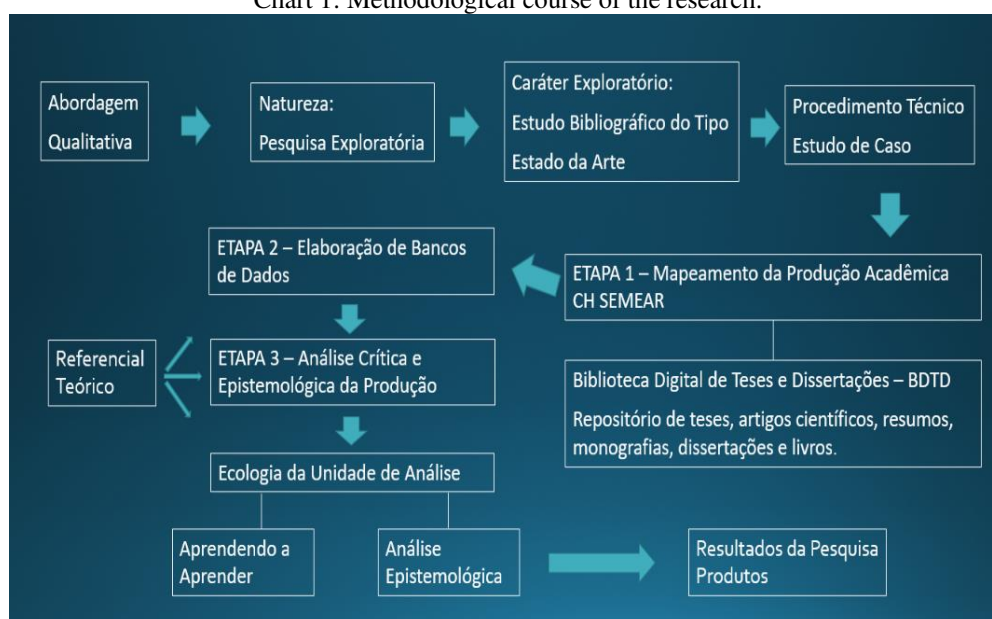 Chart 1. Methodological course of the research.
Abordagem
Qualitativa
Natureza:
Pesquisa Exploratória
Caráter Exploratório:
Estudo Bibliográfico do Tipo
Estado da Arte
Procedimento Técnico
Estudo de Caso
ETAPA 1 – Mapeamento da Produção Acadêmica
CH SEMEAR
Biblioteca Digital de Teses e Dissertações – BDTD
Repositório de teses, artigos científicos, resumos,
monografias, dissertações e livros.
ETAPA 2 – Elaboração de Bancos
de Dados
Referencial
Teórico
ETAPA 3 – Análise Crítica e
Epistemológica da Produção
Ecologia da Unidade de Análise
Aprendendo a
Aprender
Análise
Epistemológica
Resultados da Pesquisa
Produtos